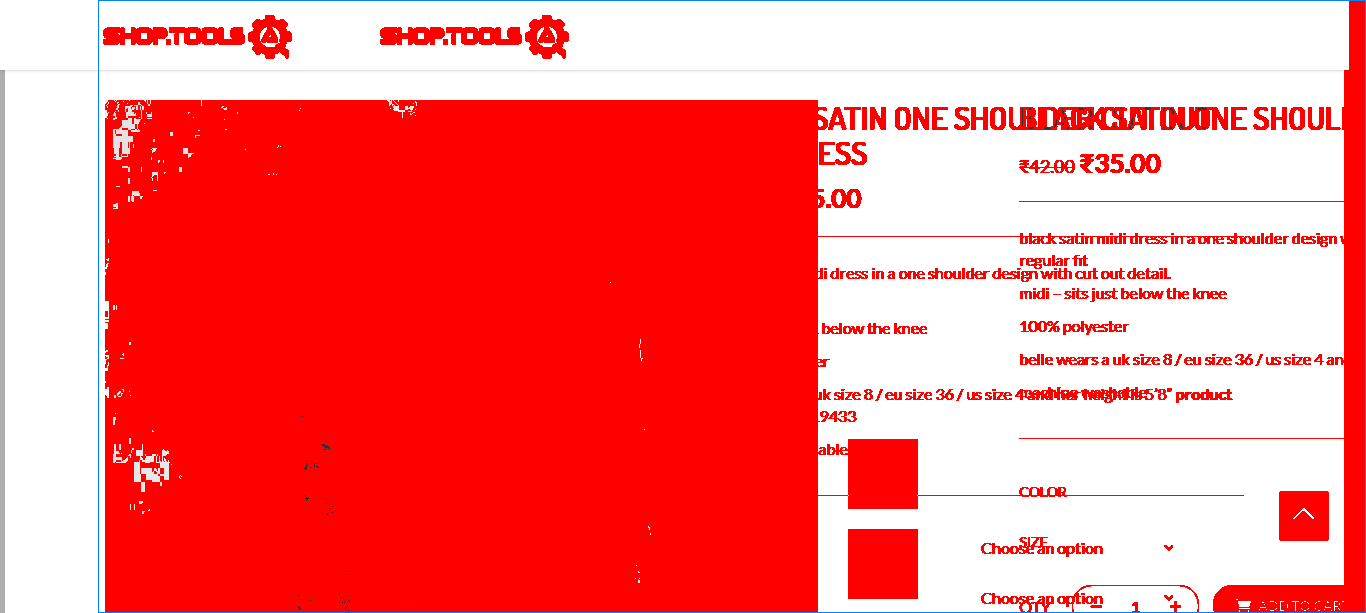 SHOP.TOOLS SHOP.TOOLS
SATIN ONE SHOULDER CUT OUT
ESS
5.00
BLACK SATIN ONE SHOUL
₹42.00 ₹35.00
di dress in a one shoulder design with cut out detail.
below the knee
er
uk size 8 / eu size 36 / us size 4 and her height is 5'8" product
19433
able
black satin midi dress in a one shoulder design w
regular fit
midi – sits just below the knee
100% polyester
belle wears a uk size 8 / eu size 36 / us size 4 an
machine washable
COLOR
SIZE
Choose an option
Choose an option
QTY
− 1 +
ADD TO CART